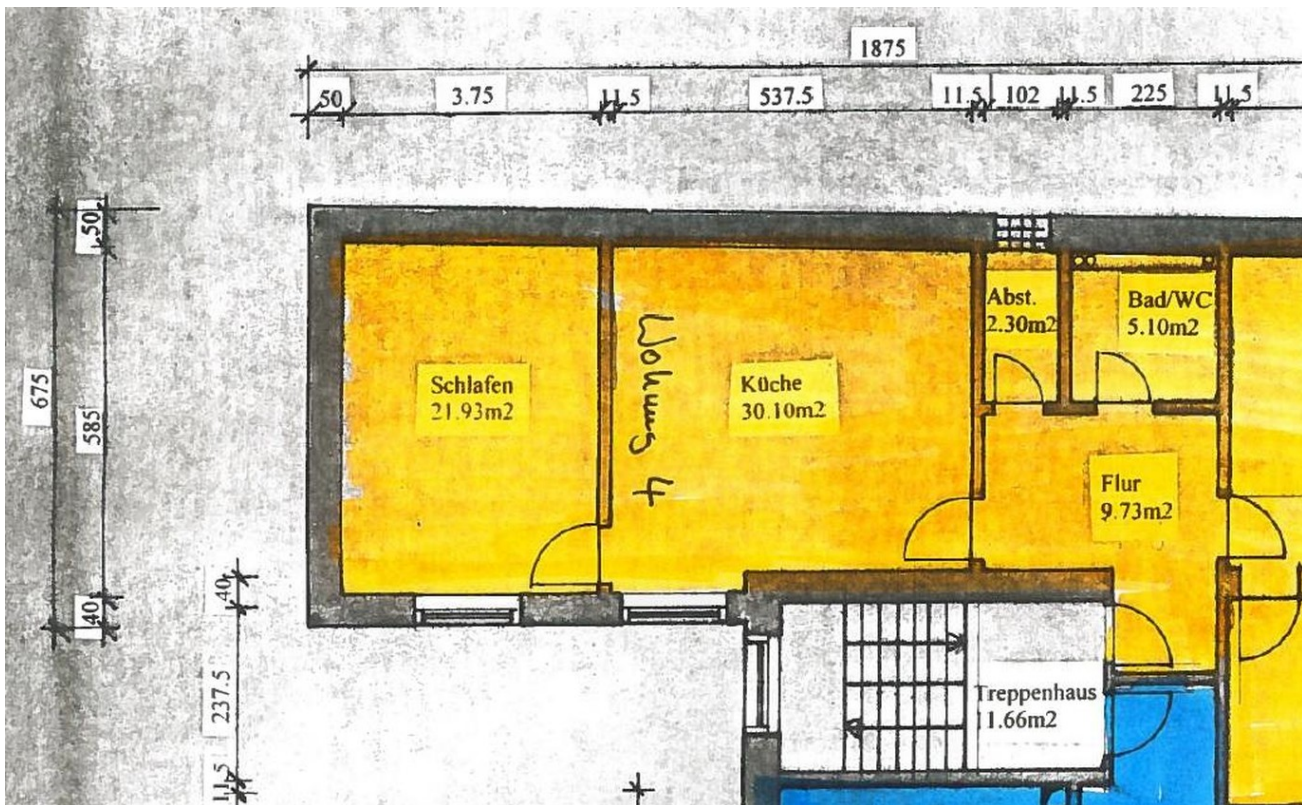 1875
50
3.75
11.5
537.5
11.5
102
11.5
225
11.5
50
675
585
40
40
237.5
11.5
Schlafen
21.93m2
Wohnung 4
Küche
30.10m2
Abst.
2.30m2
Bad/WC
5.10m2
Flur
9.73m2
Treppenhaus
11.66m2